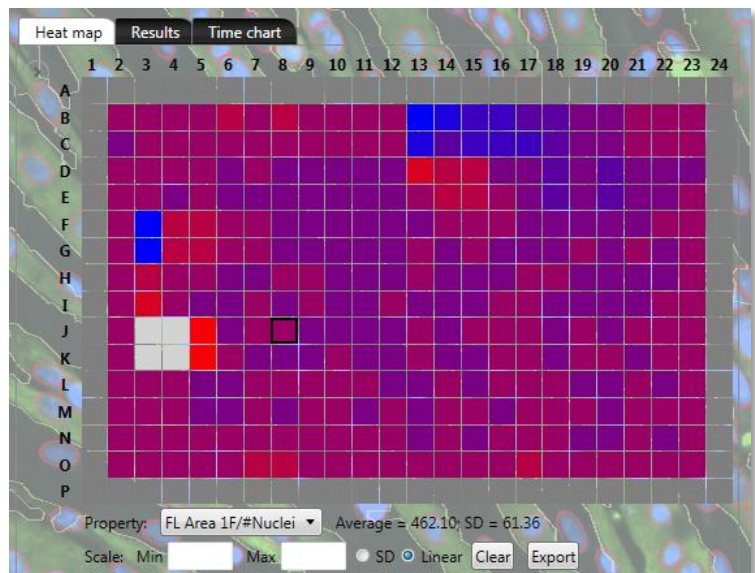 Heat map Results Time chart
1 2 3 4 5 6 7 8 9 10 11 12 13 14 15 16 17 18 19 20 21 22 23 24
A
B
C
D
E
F
G
H
I
J
K
L
M
N
O
P
Property: FL Area 1F/#Nuclei Average = 462.10; SD = 61.36
Scale: Min Max SD Linear Clear Export